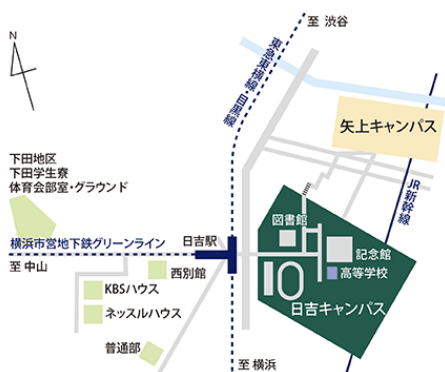 至 渋谷
N
東急東横線・目黒線
矢上キャンパス
下田地区
下田学生寮
体育会部室・グラウンド
JR新幹線
図書館
横浜市営地下鉄グリーンライン
日吉駅
記念館
至 中山
西別館
高等学校
KBSハウス
日吉キャンパス
ネッスルハウス
普通部
至 横浜